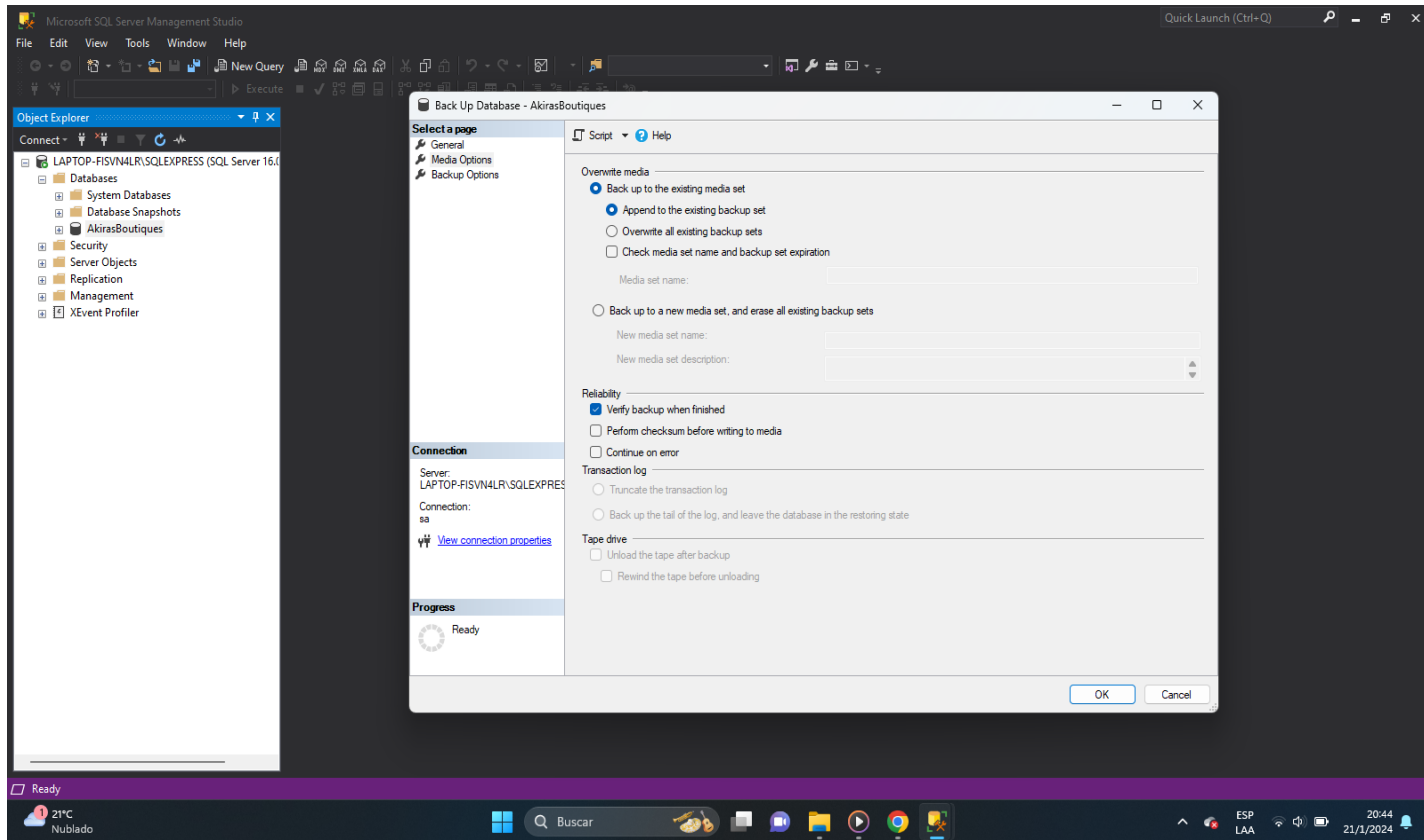 Microsoft SQL Server Management Studio
Quick Launch (Ctrl+Q)
File Edit View Tools Window Help
New Query
MDX DMX XMLA DAX
Execute
Object Explorer
Connect
LAPTOP-FISVN4LR\SQLEXPRESS (SQL Server 16.0
Databases
System Databases
Database Snapshots
AkirasBoutiques
Security
Server Objects
Replication
Management
XEvent Profiler
Back Up Database - AkirasBoutiques
Select a page
General
Media Options
Backup Options
Script Help
Overwrite media
Back up to the existing media set
Append to the existing backup set
Overwrite all existing backup sets
Check media set name and backup set expiration
Media set name:
Back up to a new media set, and erase all existing backup sets
New media set name:
New media set description:
Reliability
Verify backup when finished
Perform checksum before writing to media
Continue on error
Transaction log
Truncate the transaction log
Back up the tail of the log, and leave the database in the restoring state
Tape drive
Unload the tape after backup
Rewind the tape before unloading
Connection
Server:
LAPTOP-FISVN4LR\SQLEXPRES
Connection:
sa
View connection properties
Progress
Ready
OK Cancel
Ready
1
21°C
Nublado
Buscar
ESP
LAA
20:44
21/1/2024